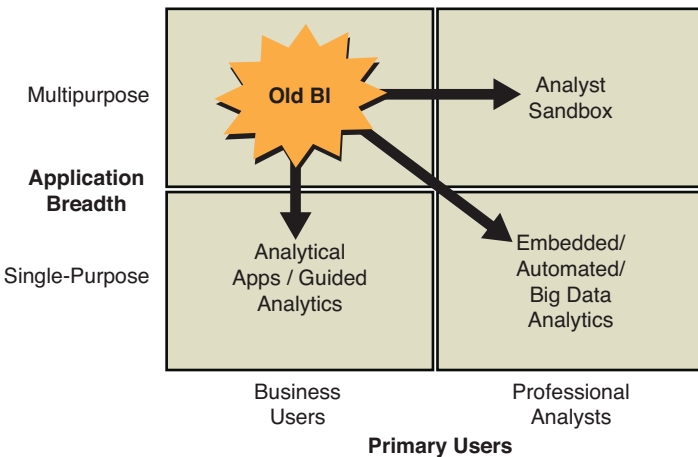 Multipurpose
Old BI
Analyst
Sandbox
Application
Breadth
Single-Purpose
Analytical
Apps / Guided
Analytics
Embedded/
Automated/
Big Data
Analytics
Business
Users
Professional
Analysts
Primary Users